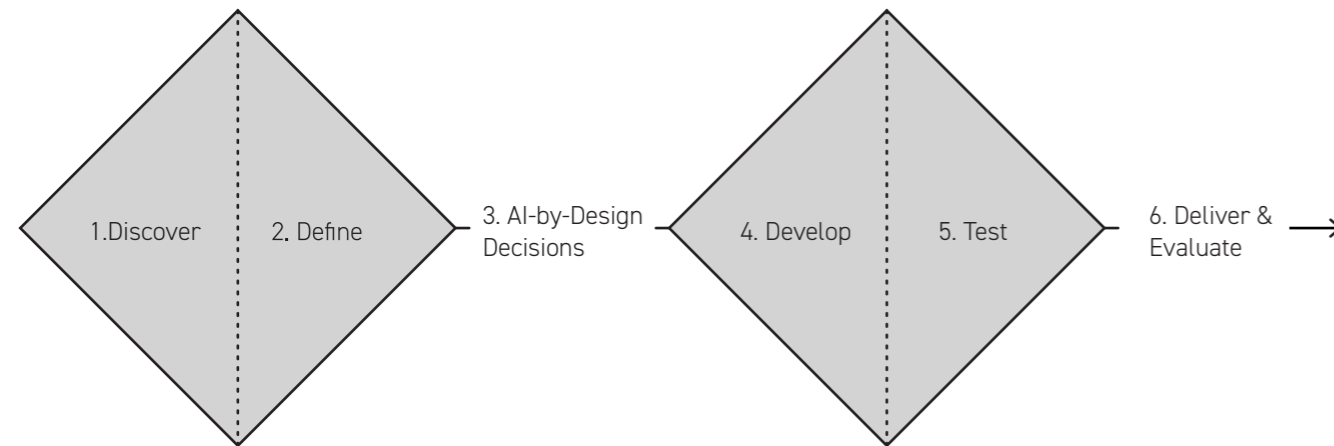 1.Discover
2. Define
3. AI-by-Design
Decisions
4. Develop
5. Test
6. Deliver &
Evaluate